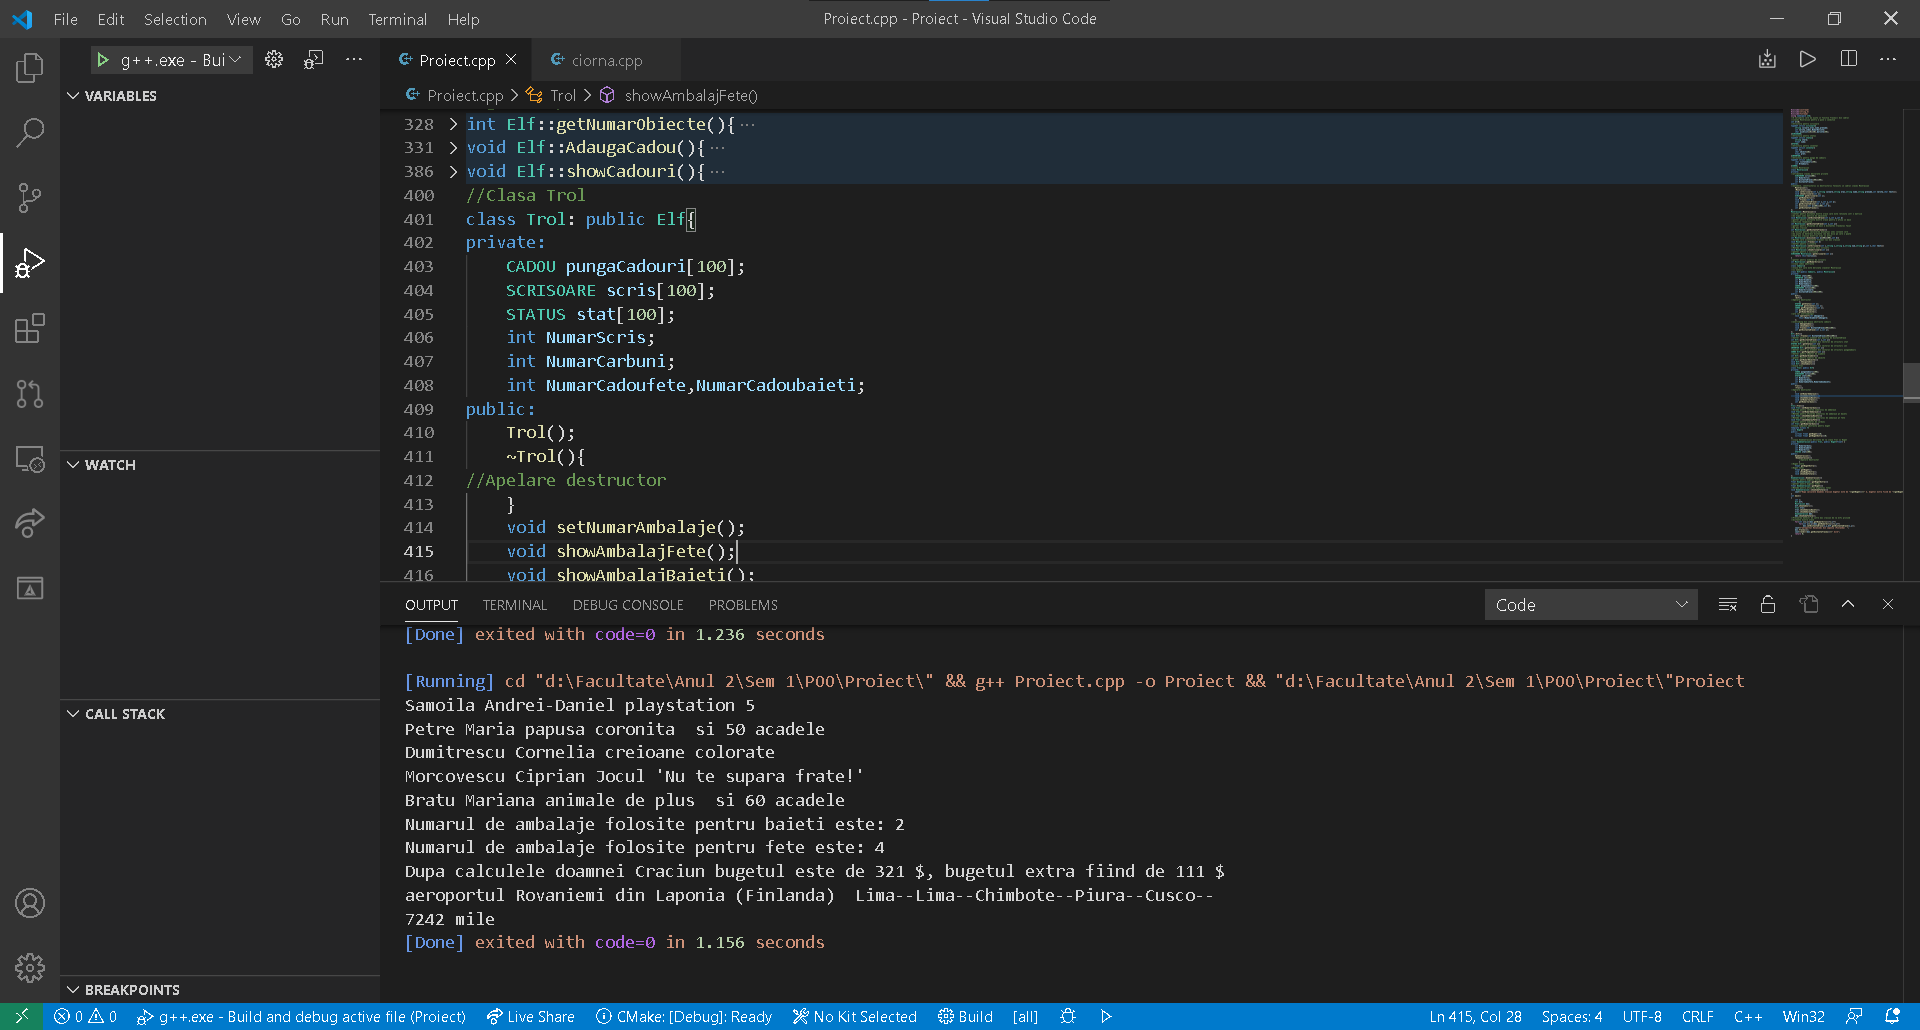 File Edit Selection View Go Run Terminal Help
Proiect.cpp - Proiect - Visual Studio Code
g++.exe - Bui
Proiect.cpp
ciorna.cpp
VARIABLES
Proiect.cpp > Trol > showAmbalajFete()
328 int Elf::getNumarObiecte(){ ...
331 void Elf::AdaugaCadou(){ ...
386 void Elf::showCadouri(){ ...
400 //Clasa Trol
401 class Trol: public Elf{
402 private:
403 CADOU pungaCadouri[100];
404 SCRISOARE scris[100];
405 STATUS stat[100];
406 int NumarScris;
407 int NumarCarbuni;
408 int NumarCadoufete,NumarCadoubaieti;
409 public:
410 Trol();
411 ~Trol(){
412 //Apelare destructor
413 }
414 void setNumarAmbalaje();
415 void showAmbalajFete();
416 void showAmbalajBaieti();
WATCH
CALL STACK
BREAKPOINTS
OUTPUT TERMINAL DEBUG CONSOLE PROBLEMS
Code
[Done] exited with code=0 in 1.236 seconds
[Running] cd "d:\Facultate\Anul 2\Sem 1\POO\Proiect\" && g++ Proiect.cpp -o Proiect && "d:\Facultate\Anul 2\Sem 1\POO\Proiect\"Proiect
Samoila Andrei-Daniel playstation 5
Petre Maria papusa coronita  si 50 acadele
Dumitrescu Cornelia creioane colorate
Morcovescu Ciprian Jocul 'Nu te supara frate!'
Bratu Mariana animale de plus  si 60 acadele
Numarul de ambalaje folosite pentru baieti este: 2
Numarul de ambalaje folosite pentru fete este: 4
Dupa calculele doamnei Craciun bugetul este de 321 $, bugetul extra fiind de 111 $
aeroportul Rovaniemi din Laponia (Finlanda)  Lima--Lima--Chimbote--Piura--Cusco--
7242 mile
[Done] exited with code=0 in 1.156 seconds
0 0 g++.exe - Build and debug active file (Proiect) Live Share CMake: [Debug]: Ready No Kit Selected Build [all] Ln 415, Col 28 Spaces: 4 UTF-8 CRLF C++ Win32